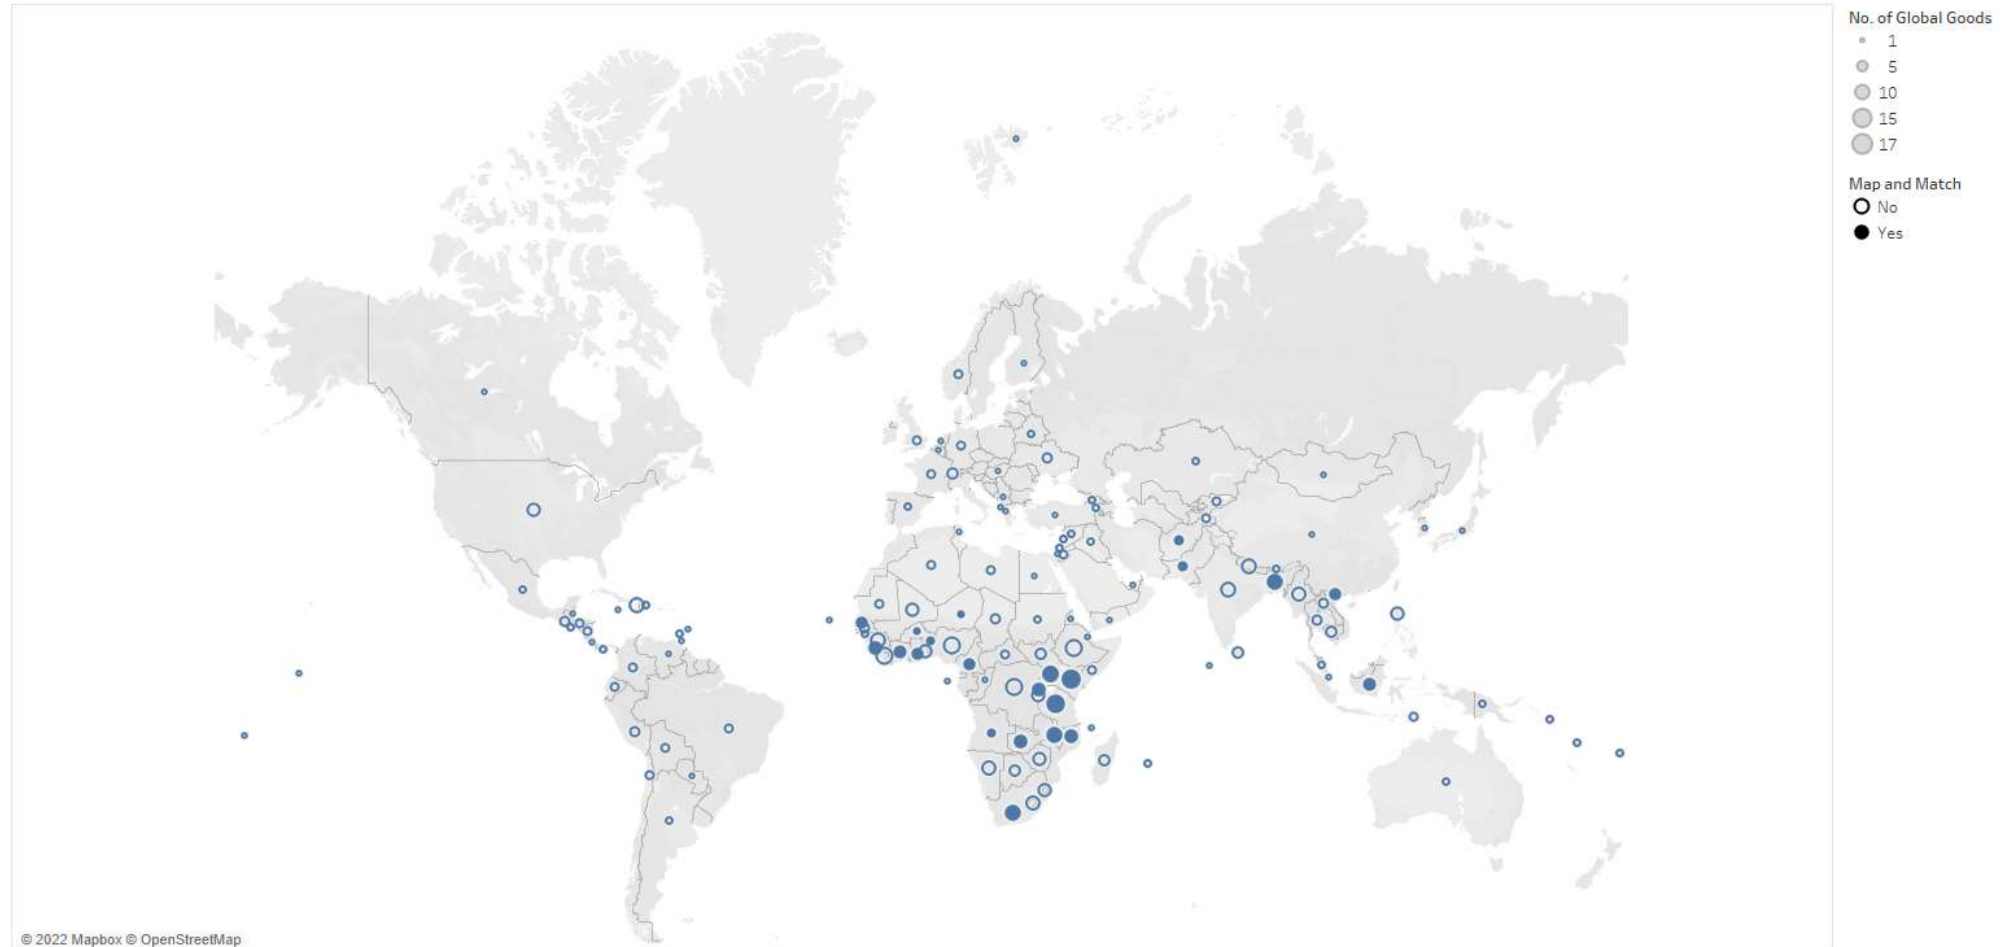 No. of Global Goods
1
5
10
15
17
Map and Match
No
Yes
© 2022 Mapbox © OpenStreetMap